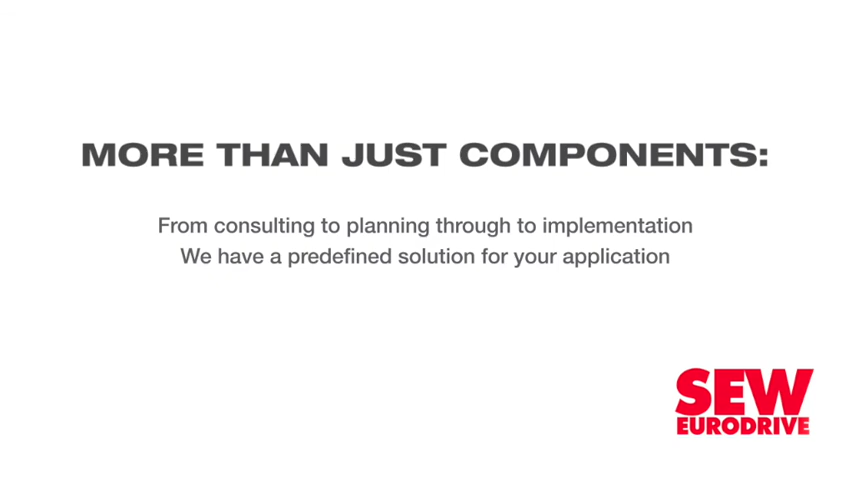 MORE THAN JUST COMPONENTS:
From consulting to planning through to implementation
We have a predefined solution for your application
SEW
EURODRIVE